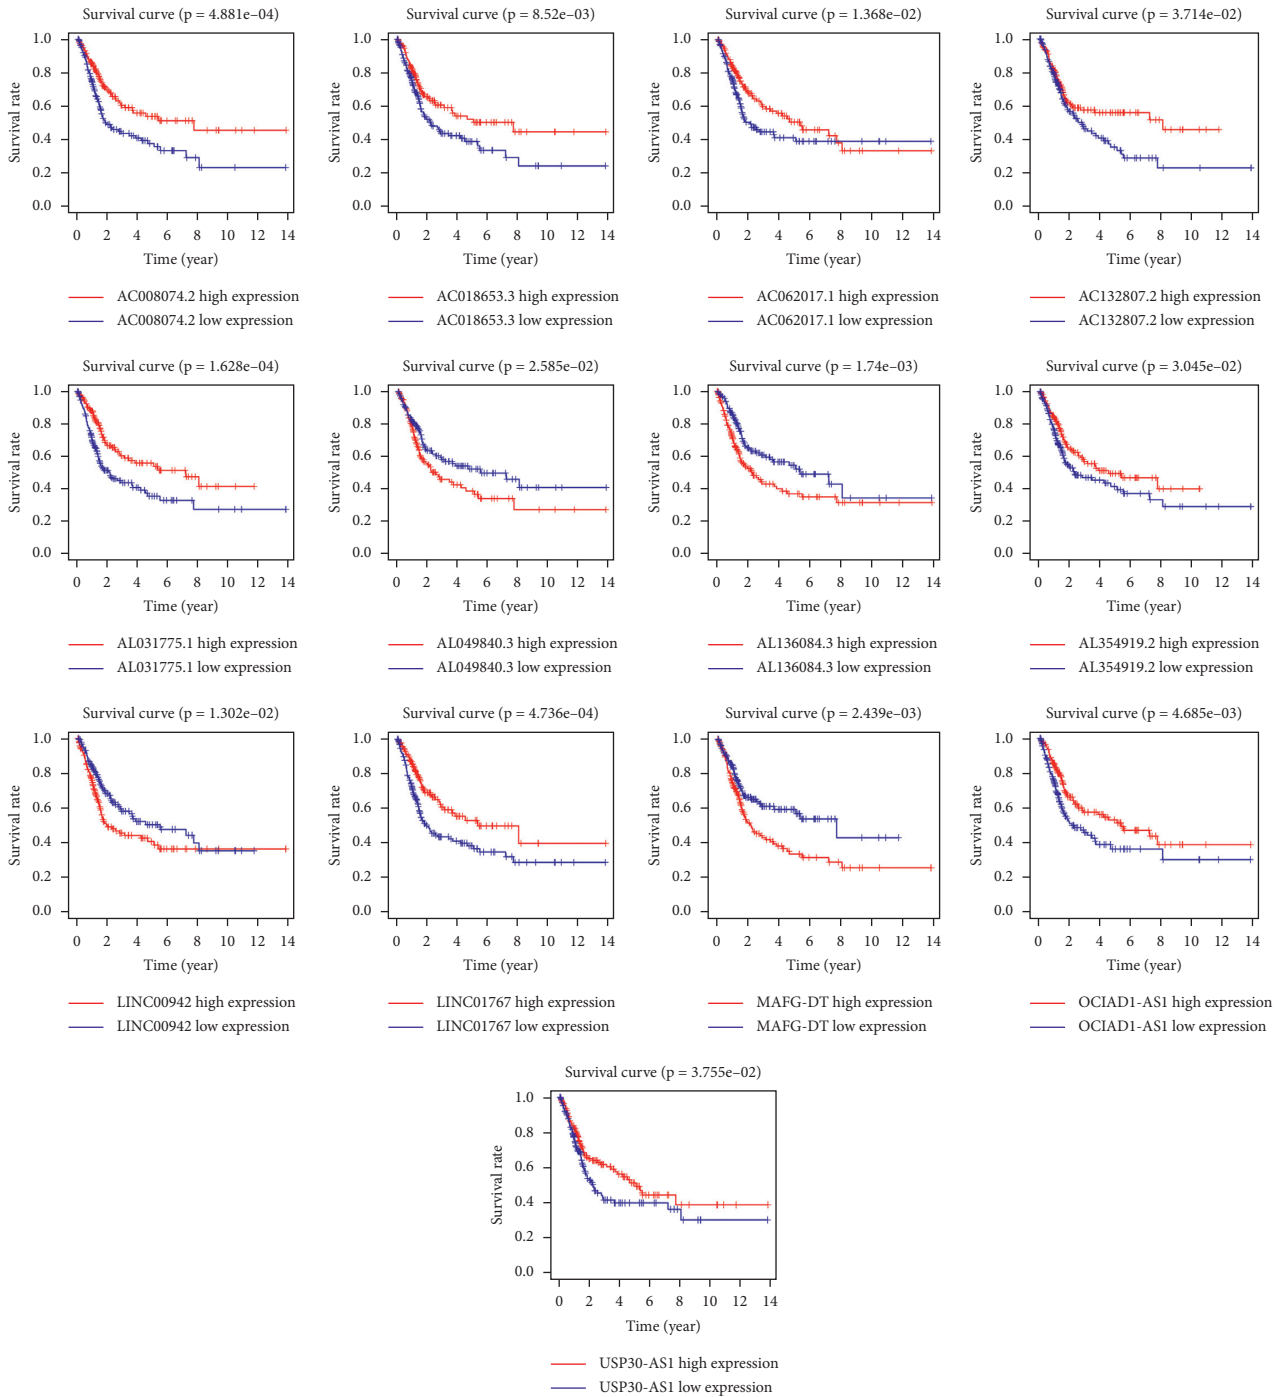 Survival curve (p = 4.881e–04)
Survival rate
1.0
0.8
0.6
0.4
0.2
0.0
0 2 4 6 8 10 12 14
Time (year)
AC008074.2 high expression
AC008074.2 low expression
Survival curve (p = 8.52e–03)
Survival rate
1.0
0.8
0.6
0.4
0.2
0.0
0 2 4 6 8 10 12 14
Time (year)
AC018653.3 high expression
AC018653.3 low expression
Survival curve (p = 1.368e–02)
Survival rate
1.0
0.8
0.6
0.4
0.2
0.0
0 2 4 6 8 10 12 14
Time (year)
AC062017.1 high expression
AC062017.1 low expression
Survival curve (p = 3.714e–02)
Survival rate
1.0
0.8
0.6
0.4
0.2
0.0
0 2 4 6 8 10 12 14
Time (year)
AC132807.2 high expression
AC132807.2 low expression
Survival curve (p = 1.628e–04)
Survival rate
1.0
0.8
0.6
0.4
0.2
0.0
0 2 4 6 8 10 12 14
Time (year)
AL031775.1 high expression
AL031775.1 low expression
Survival curve (p = 2.585e–02)
Survival rate
1.0
0.8
0.6
0.4
0.2
0.0
0 2 4 6 8 10 12 14
Time (year)
AL049840.3 high expression
AL049840.3 low expression
Survival curve (p = 1.74e–03)
Survival rate
1.0
0.8
0.6
0.4
0.2
0.0
0 2 4 6 8 10 12 14
Time (year)
AL136084.3 high expression
AL136084.3 low expression
Survival curve (p = 3.045e–02)
Survival rate
1.0
0.8
0.6
0.4
0.2
0.0
0 2 4 6 8 10 12 14
Time (year)
AL354919.2 high expression
AL354919.2 low expression
Survival curve (p = 1.302e–02)
Survival rate
1.0
0.8
0.6
0.4
0.2
0.0
0 2 4 6 8 10 12 14
Time (year)
LINC00942 high expression
LINC00942 low expression
Survival curve (p = 4.736e–04)
Survival rate
1.0
0.8
0.6
0.4
0.2
0.0
0 2 4 6 8 10 12 14
Time (year)
LINC01767 high expression
LINC01767 low expression
Survival curve (p = 2.439e–03)
Survival rate
1.0
0.8
0.6
0.4
0.2
0.0
0 2 4 6 8 10 12 14
Time (year)
MAFG-DT high expression
MAFG-DT low expression
Survival curve (p = 4.685e–03)
Survival rate
1.0
0.8
0.6
0.4
0.2
0.0
0 2 4 6 8 10 12 14
Time (year)
OCIAD1-AS1 high expression
OCIAD1-AS1 low expression
Survival curve (p = 3.755e–02)
Survival rate
1.0
0.8
0.6
0.4
0.2
0.0
0 2 4 6 8 10 12 14
Time (year)
USP30-AS1 high expression
USP30-AS1 low expression